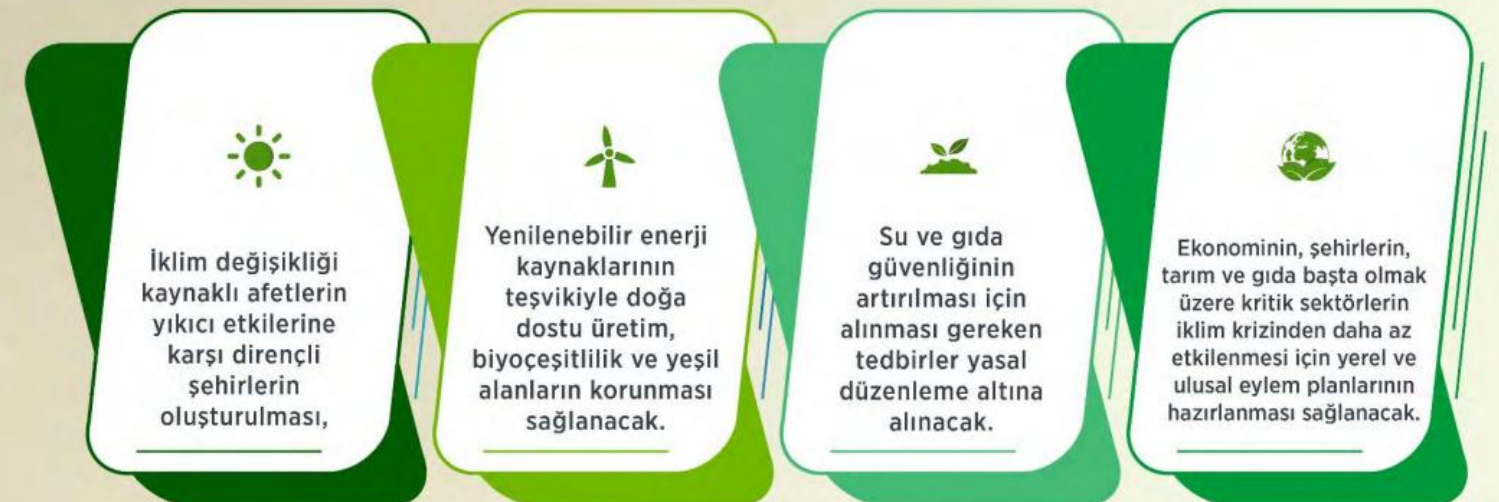 İklim değişikliği
kaynaklı afetlerin
yıkıcı etkilerine
karşı dirençli
şehirlerin
oluşturulması,
Yenilenebilir enerji
kaynaklarının
teşvikiyle doğa
dostu üretim,
biyoçeşitlilik ve yeşil
alanların korunması
sağlanacak.
Su ve gıda
güvenliğinin
artırılması için
alınması gereken
tedbirler yasal
düzenleme altına
alınacak.
Ekonominin, şehirlerin,
tarım ve gıda başta olmak
üzere kritik sektörlerin
iklim krizinden daha az
etkilenmesi için yerel ve
ulusal eylem planlarının
hazırlanması sağlanacak.